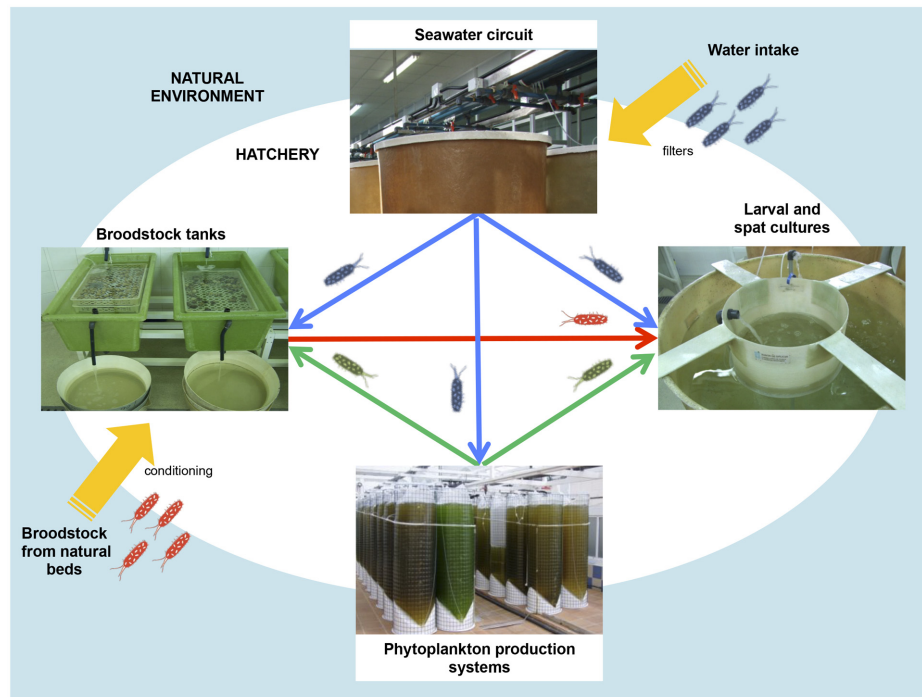 Seawater circuit
Water intake
NATURAL
ENVIRONMENT
filters
HATCHERY
Larval and
spat cultures
Broodstock tanks
conditioning
Broodstock
from natural
beds
Phytoplankton production
systems